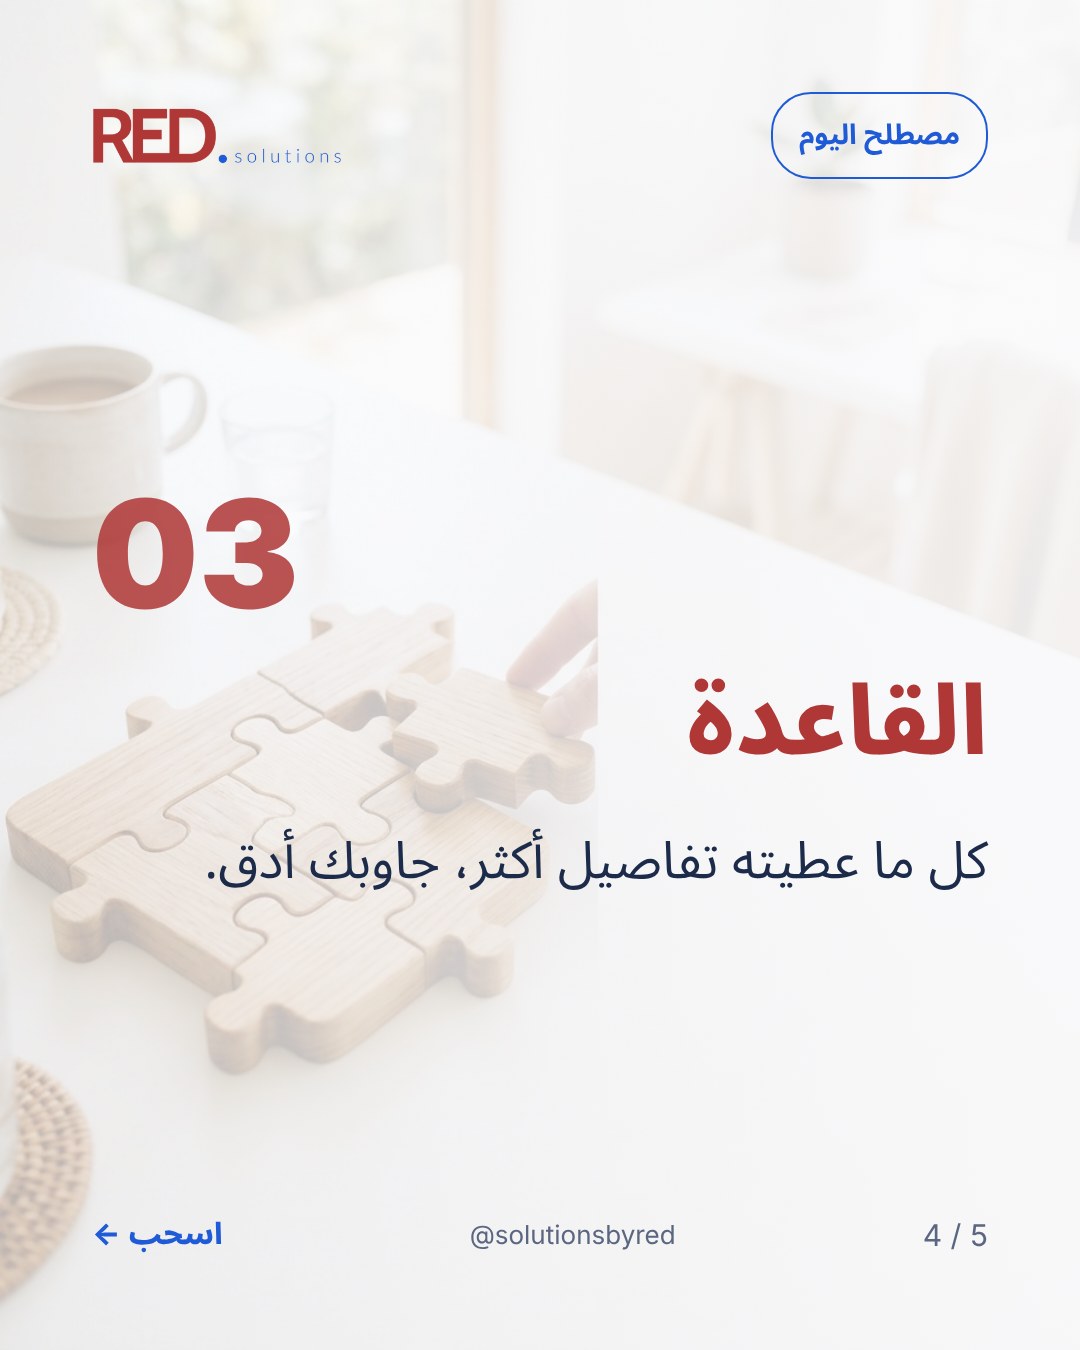 RED.solutions
مصطلح اليوم
03
القاعدة
كل ما عطيته تفاصيل أكثر، جاوبك أدق.
اسحب ←
@solutionsbyred
4 / 5